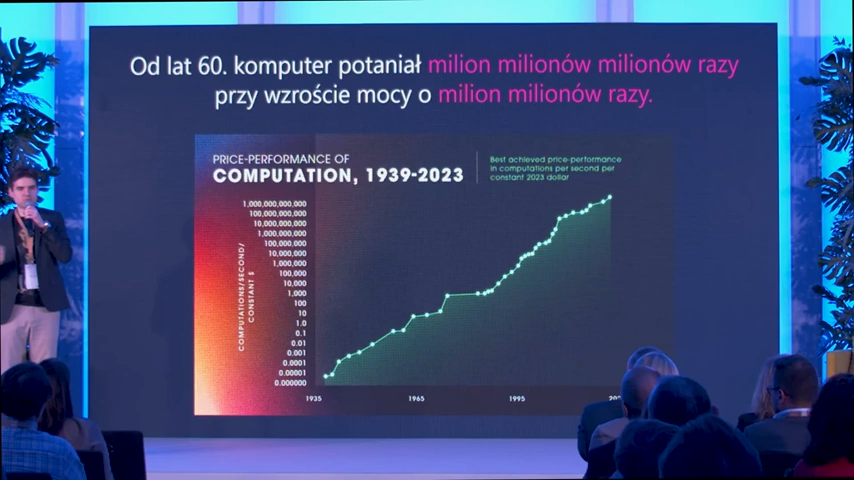 Od lat 60. komputer potaniał milion milionów milionów razy
przy wzroście mocy o milion milionów razy.
PRICE-PERFORMANCE OF
COMPUTATION, 1939-2023
Best achieved price-performance
in computations per second per
constant 2023 dollar
COMPUTATIONS/SECOND/
CONSTANT $
1,000,000,000,000
100,000,000,000
10,000,000,000
1,000,000,000
100,000,000
10,000,000
1,000,000
100,000
10,000
1,000
100
10
1.0
0.1
0.01
0.001
0.0001
0.00001
0.000000
1935
1965
1995